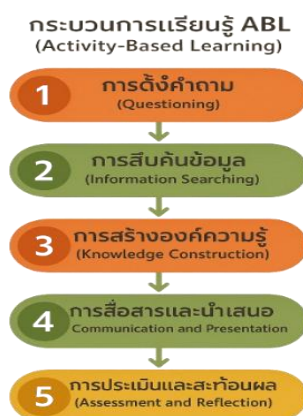 กระบวนการเรียนรู้ ABL
(Activity-Based Learning)
1
การตั้งคำถาม
(Questioning)
2
การสืบค้นข้อมูล
(Information Searching)
3
การสร้างองค์ความรู้
(Knowledge Construction)
4
การสื่อสารและนำเสนอ
Communication and Presentation)
5
การประเมินและสะท้อนผล
(Assessment and Reflection)